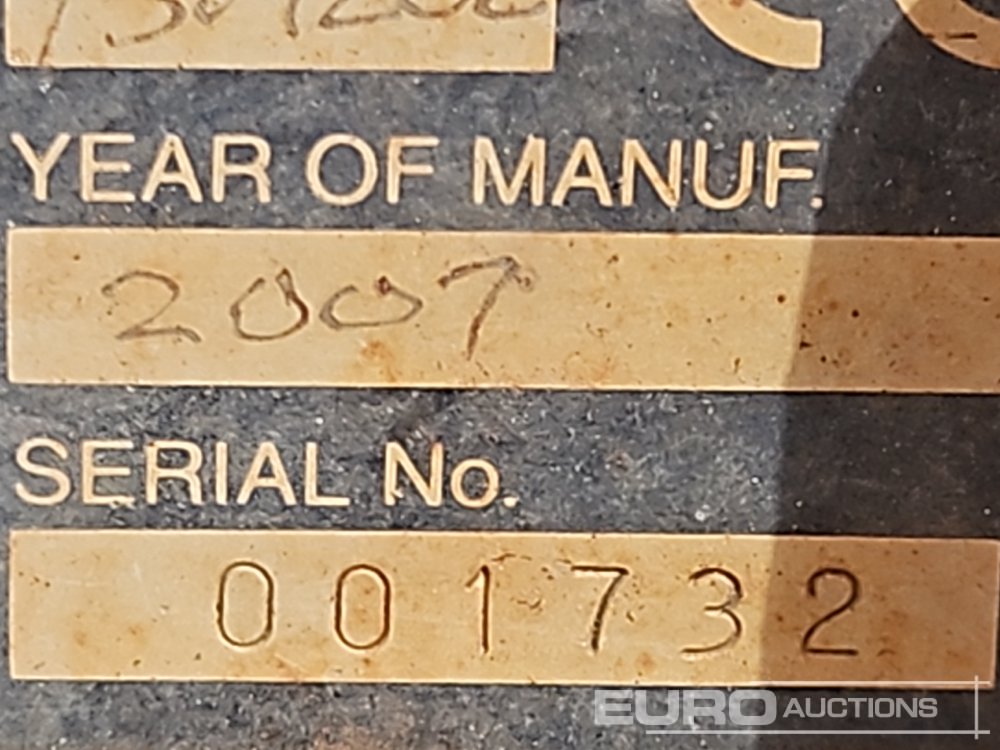 YEAR OF MANUF.
2007
SERIAL No.
001732
EURO AUCTIONS